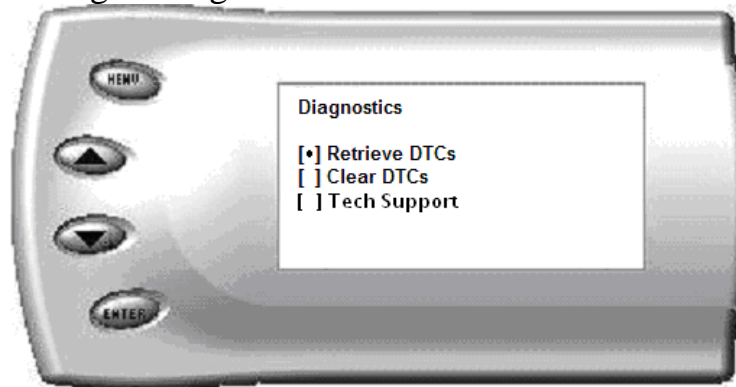 MENU
Diagnostics
[•] Retrieve DTCs
[ ] Clear DTCs
[ ] Tech Support
ENTER